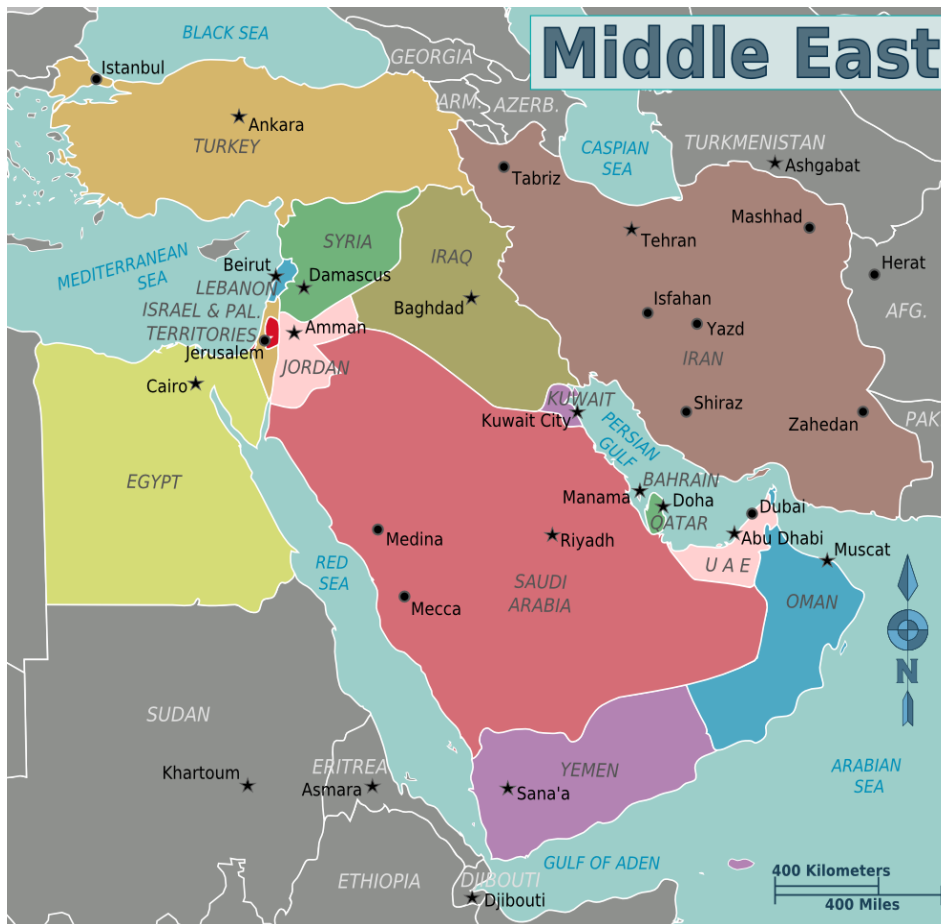 Middle East
BLACK SEA
GEORGIA
Istanbul
ARM.
AZERB.
Ankara
TURKEY
CASPIAN
SEA
TURKMENISTAN
Ashgabat
Tabriz
Mashhad
Tehran
SYRIA
IRAQ
MEDITERRANEAN
SEA
Beirut
Damascus
Herat
LEBANON
Baghdad
Isfahan
ISRAEL & PAL.
TERRITORIES
Amman
Yazd
AFG.
Jerusalem
JORDAN
IRAN
Cairo
KUWAIT
Kuwait City
Shiraz
Zahedan
PAK
PERSIAN
GULF
EGYPT
BAHRAIN
Manama
Doha
QATAR
Dubai
Medina
Riyadh
Abu Dhabi
Muscat
RED
SEA
U A E
SAUDI
ARABIA
Mecca
OMAN
N
SUDAN
Khartoum
ERITREA
Asmara
YEMEN
Sana'a
ARABIAN
SEA
GULF OF ADEN
ETHIOPIA
DJIBOUTI
Djibouti
400 Kilometers
400 Miles